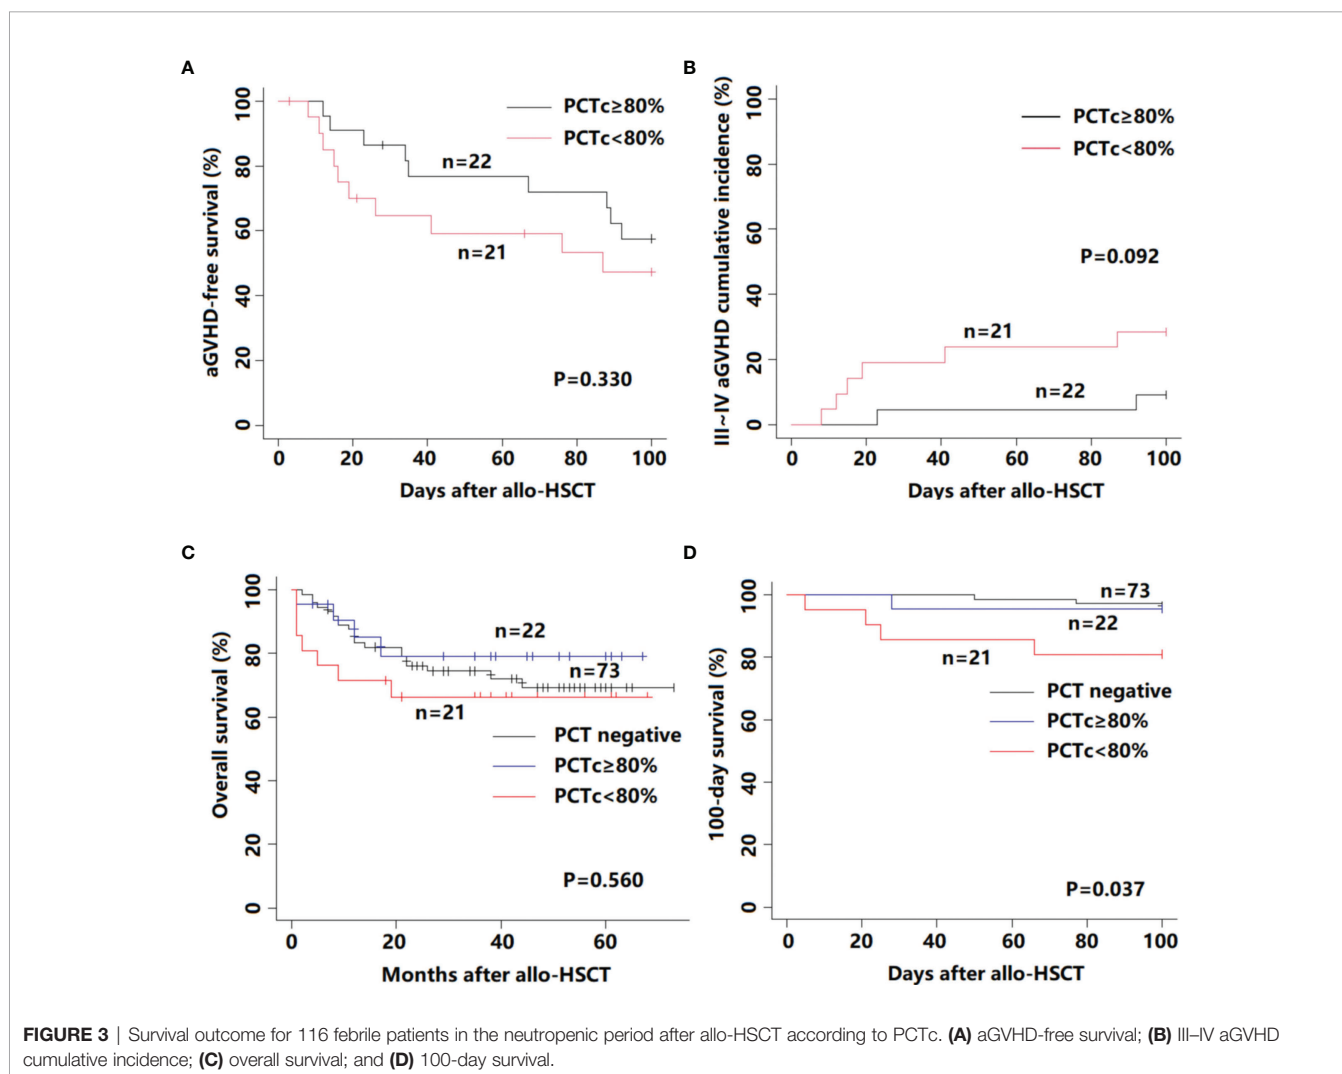 A
aGVHD-free survival (%)
100
80
60
40
20
0
PCTc≥80%
PCTc<80%
n=22
n=21
P=0.330
0 20 40 60 80 100
Days after allo-HSCT
B
III~IV aGVHD cumulative incidence (%)
100
80
60
40
20
0
PCTc≥80%
PCTc<80%
P=0.092
n=21
n=22
0 20 40 60 80 100
Days after allo-HSCT
C
Overall survival (%)
100
80
60
40
20
0
n=22
n=73
n=21
PCT negative
PCTc≥80%
PCTc<80%
P=0.560
0 20 40 60
Months after allo-HSCT
D
100-day survival (%)
100
80
60
40
20
0
n=73
n=22
n=21
PCT negative
PCTc≥80%
PCTc<80%
P=0.037
0 20 40 60 80 100
Days after allo-HSCT
FIGURE 3 | Survival outcome for 116 febrile patients in the neutropenic period after allo-HSCT according to PCTc. (A) aGVHD-free survival; (B) III–IV aGVHD
cumulative incidence; (C) overall survival; and (D) 100-day survival.